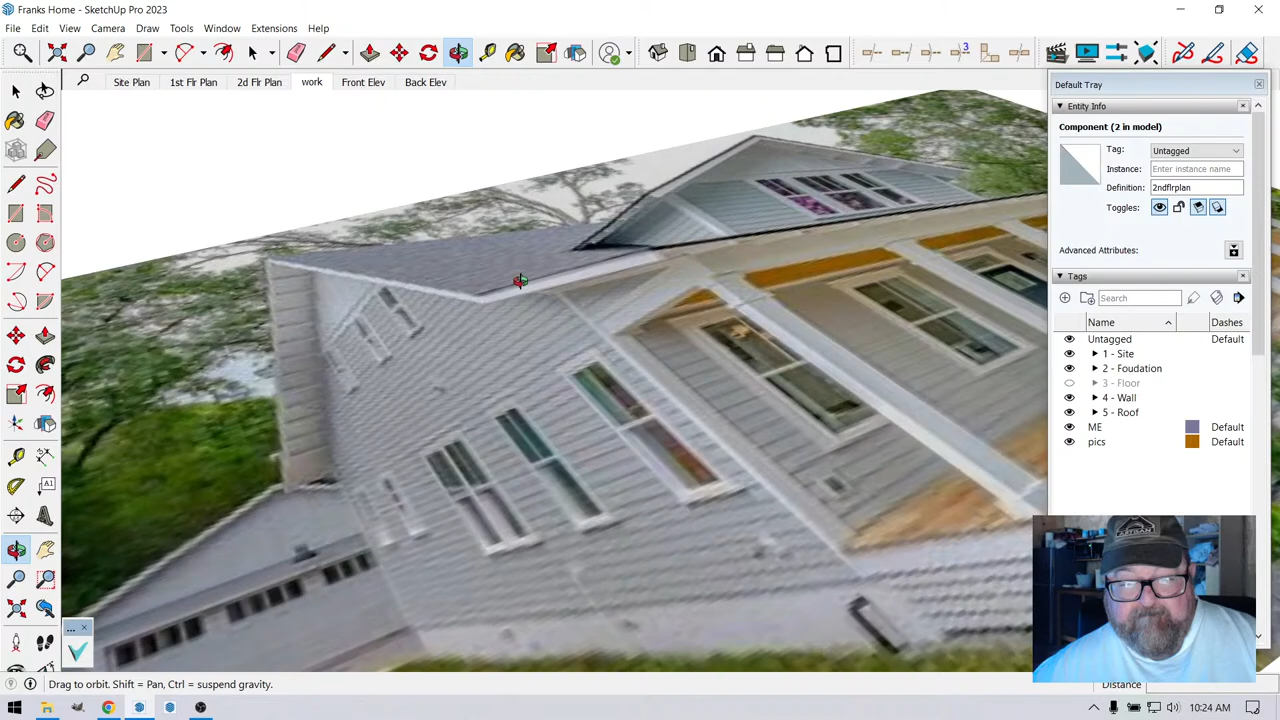 Franks Home - SketchUp Pro 2023
File Edit View Camera Draw Tools Window Extensions Help
3
Site Plan 1st Flr Plan 2d Flr Plan work Front Elev Back Elev
Default Tray
Entity Info
Component (2 in model)
Tag: Untagged
Instance: Enter instance name
Definition: 2ndflrplan
Toggles:
Advanced Attributes:
Tags
Search
Name Dashes
Untagged Default
1 - Site
2 - Foudation
3 - Floor
4 - Wall
5 - Roof
ME Default
pics Default
...
Drag to orbit. Shift = Pan, Ctrl = suspend gravity.
Distance
10:24 AM